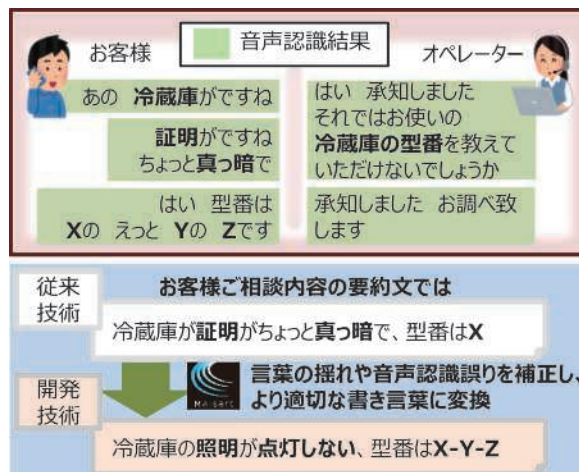 お客様
音声認識結果
オペレーター
あの 冷蔵庫がですね
証明がですね
ちょっと真っ暗で
はい 型番は
Xの えっと Yの Zです
はい 承知しました
それではお使いの
冷蔵庫の型番を教えて
いただけないでしょうか
承知しました お調べ致
します
従来
技術
お客様ご相談内容の要約文では
冷蔵庫が証明がちょっと真っ暗で、型番はX
開発
技術
Maisart
言葉の揺れや音声認識誤りを補正し、
より適切な書き言葉に変換
冷蔵庫の照明が点灯しない、型番はX-Y-Z